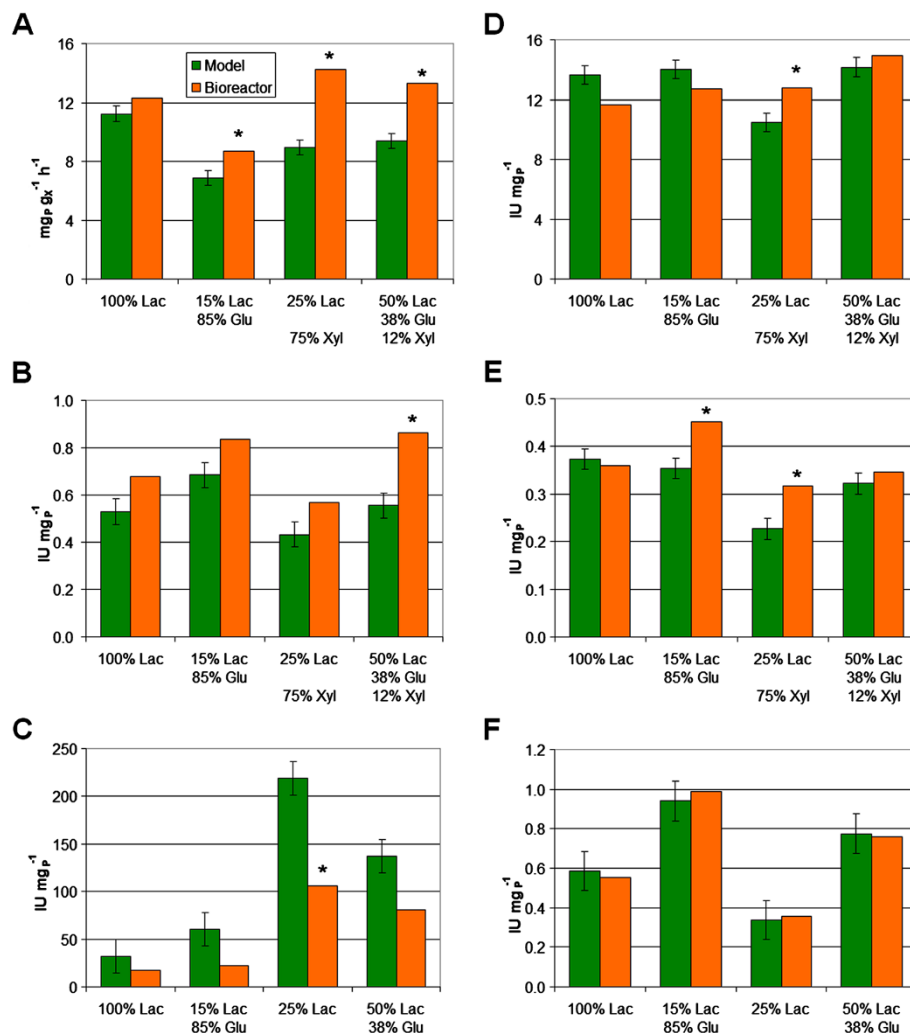 A
16
12
8
4
0
mgP gX-1 h-1
Model
Bioreactor
*
*
*
100% Lac
15% Lac
85% Glu
25% Lac
75% Xyl
50% Lac
38% Glu
12% Xyl
D
16
12
8
4
0
IU mgP-1
*
100% Lac
15% Lac
85% Glu
25% Lac
75% Xyl
50% Lac
38% Glu
12% Xyl
B
1.0
0.8
0.6
0.4
0.2
0.0
IU mgP-1
*
100% Lac
15% Lac
85% Glu
25% Lac
75% Xyl
50% Lac
38% Glu
12% Xyl
E
0.5
0.4
0.3
0.2
0.1
0.0
IU mgP-1
*
*
100% Lac
15% Lac
85% Glu
25% Lac
75% Xyl
50% Lac
38% Glu
12% Xyl
C
250
200
150
100
50
0
IU mgP-1
*
100% Lac
15% Lac
85% Glu
25% Lac
50% Lac
38% Glu
F
1.2
1.0
0.8
0.6
0.4
0.2
0.0
IU mgP-1
100% Lac
15% Lac
85% Glu
25% Lac
50% Lac
38% Glu